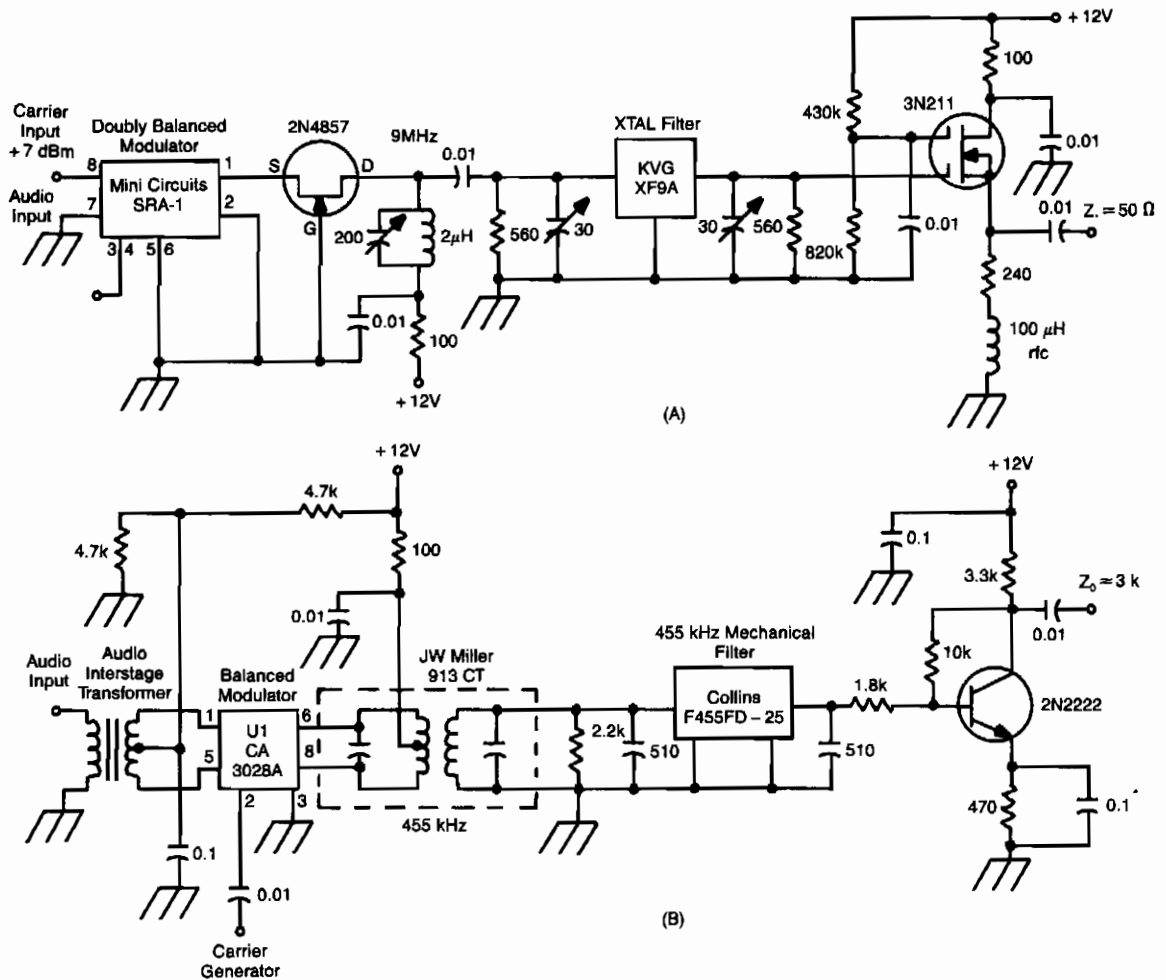 + 12V
100
430k
3N211
Carrier
Input
+7 dBm
Doubly Balanced
Modulator
2N4857
9MHz
0.01
XTAL Filter
0.01
8
1
S
D
Mini Circuits
SRA-1
KVG
XF9A
Audio
Input
7
2
G
0.01
Z. = 50 Ω
3 4
5 6
200
2μH
560
30
30
560
820k
0.01
240
0.01
100
100 μH
rfc
+ 12V
(A)
+ 12V
+ 12V
4.7k
4.7k
100
0.1
3.3k
Z₀ ≈ 3 k
0.01
0.01
Audio
Input
Audio
Interstage
Transformer
Balanced
Modulator
JW Miller
913 CT
455 kHz Mechanical
Filter
10k
1
6
U1
CA
3028A
5
8
2
3
2.2k
510
Collins
F455FD – 25
1.8k
510
2N2222
455 kHz
470
0.1
0.1
0.01
(B)
Carrier
Generator